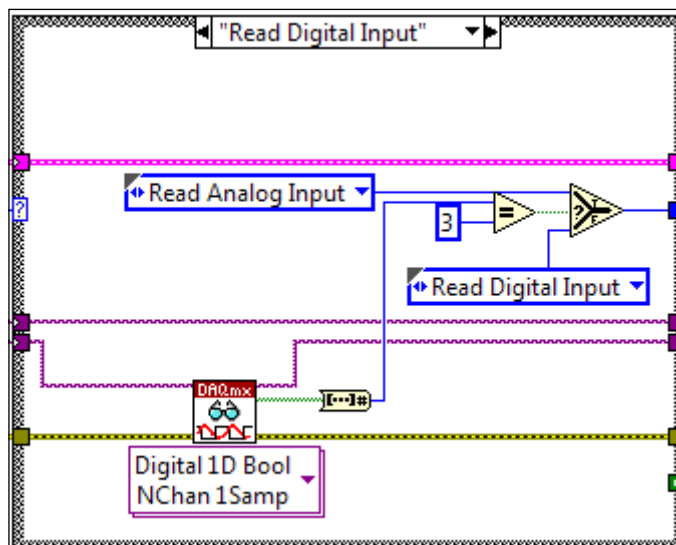 "Read Digital Input"
Read Analog Input
?
=
?
T
F
3
Read Digital Input
DAQmx
[···]#
Digital 1D Bool
NChan 1Samp